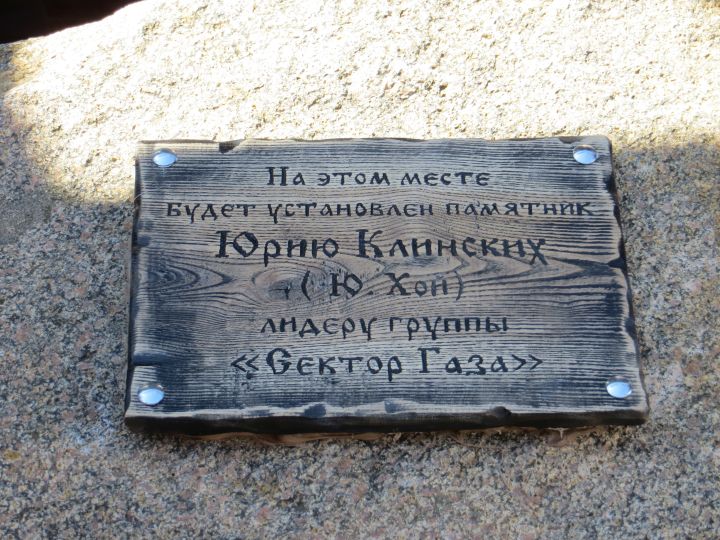 На этом месте
будет установлен памятник
Юрию Клинских
(Ю. Хой)
лидеру группы
«Сектор Газа»